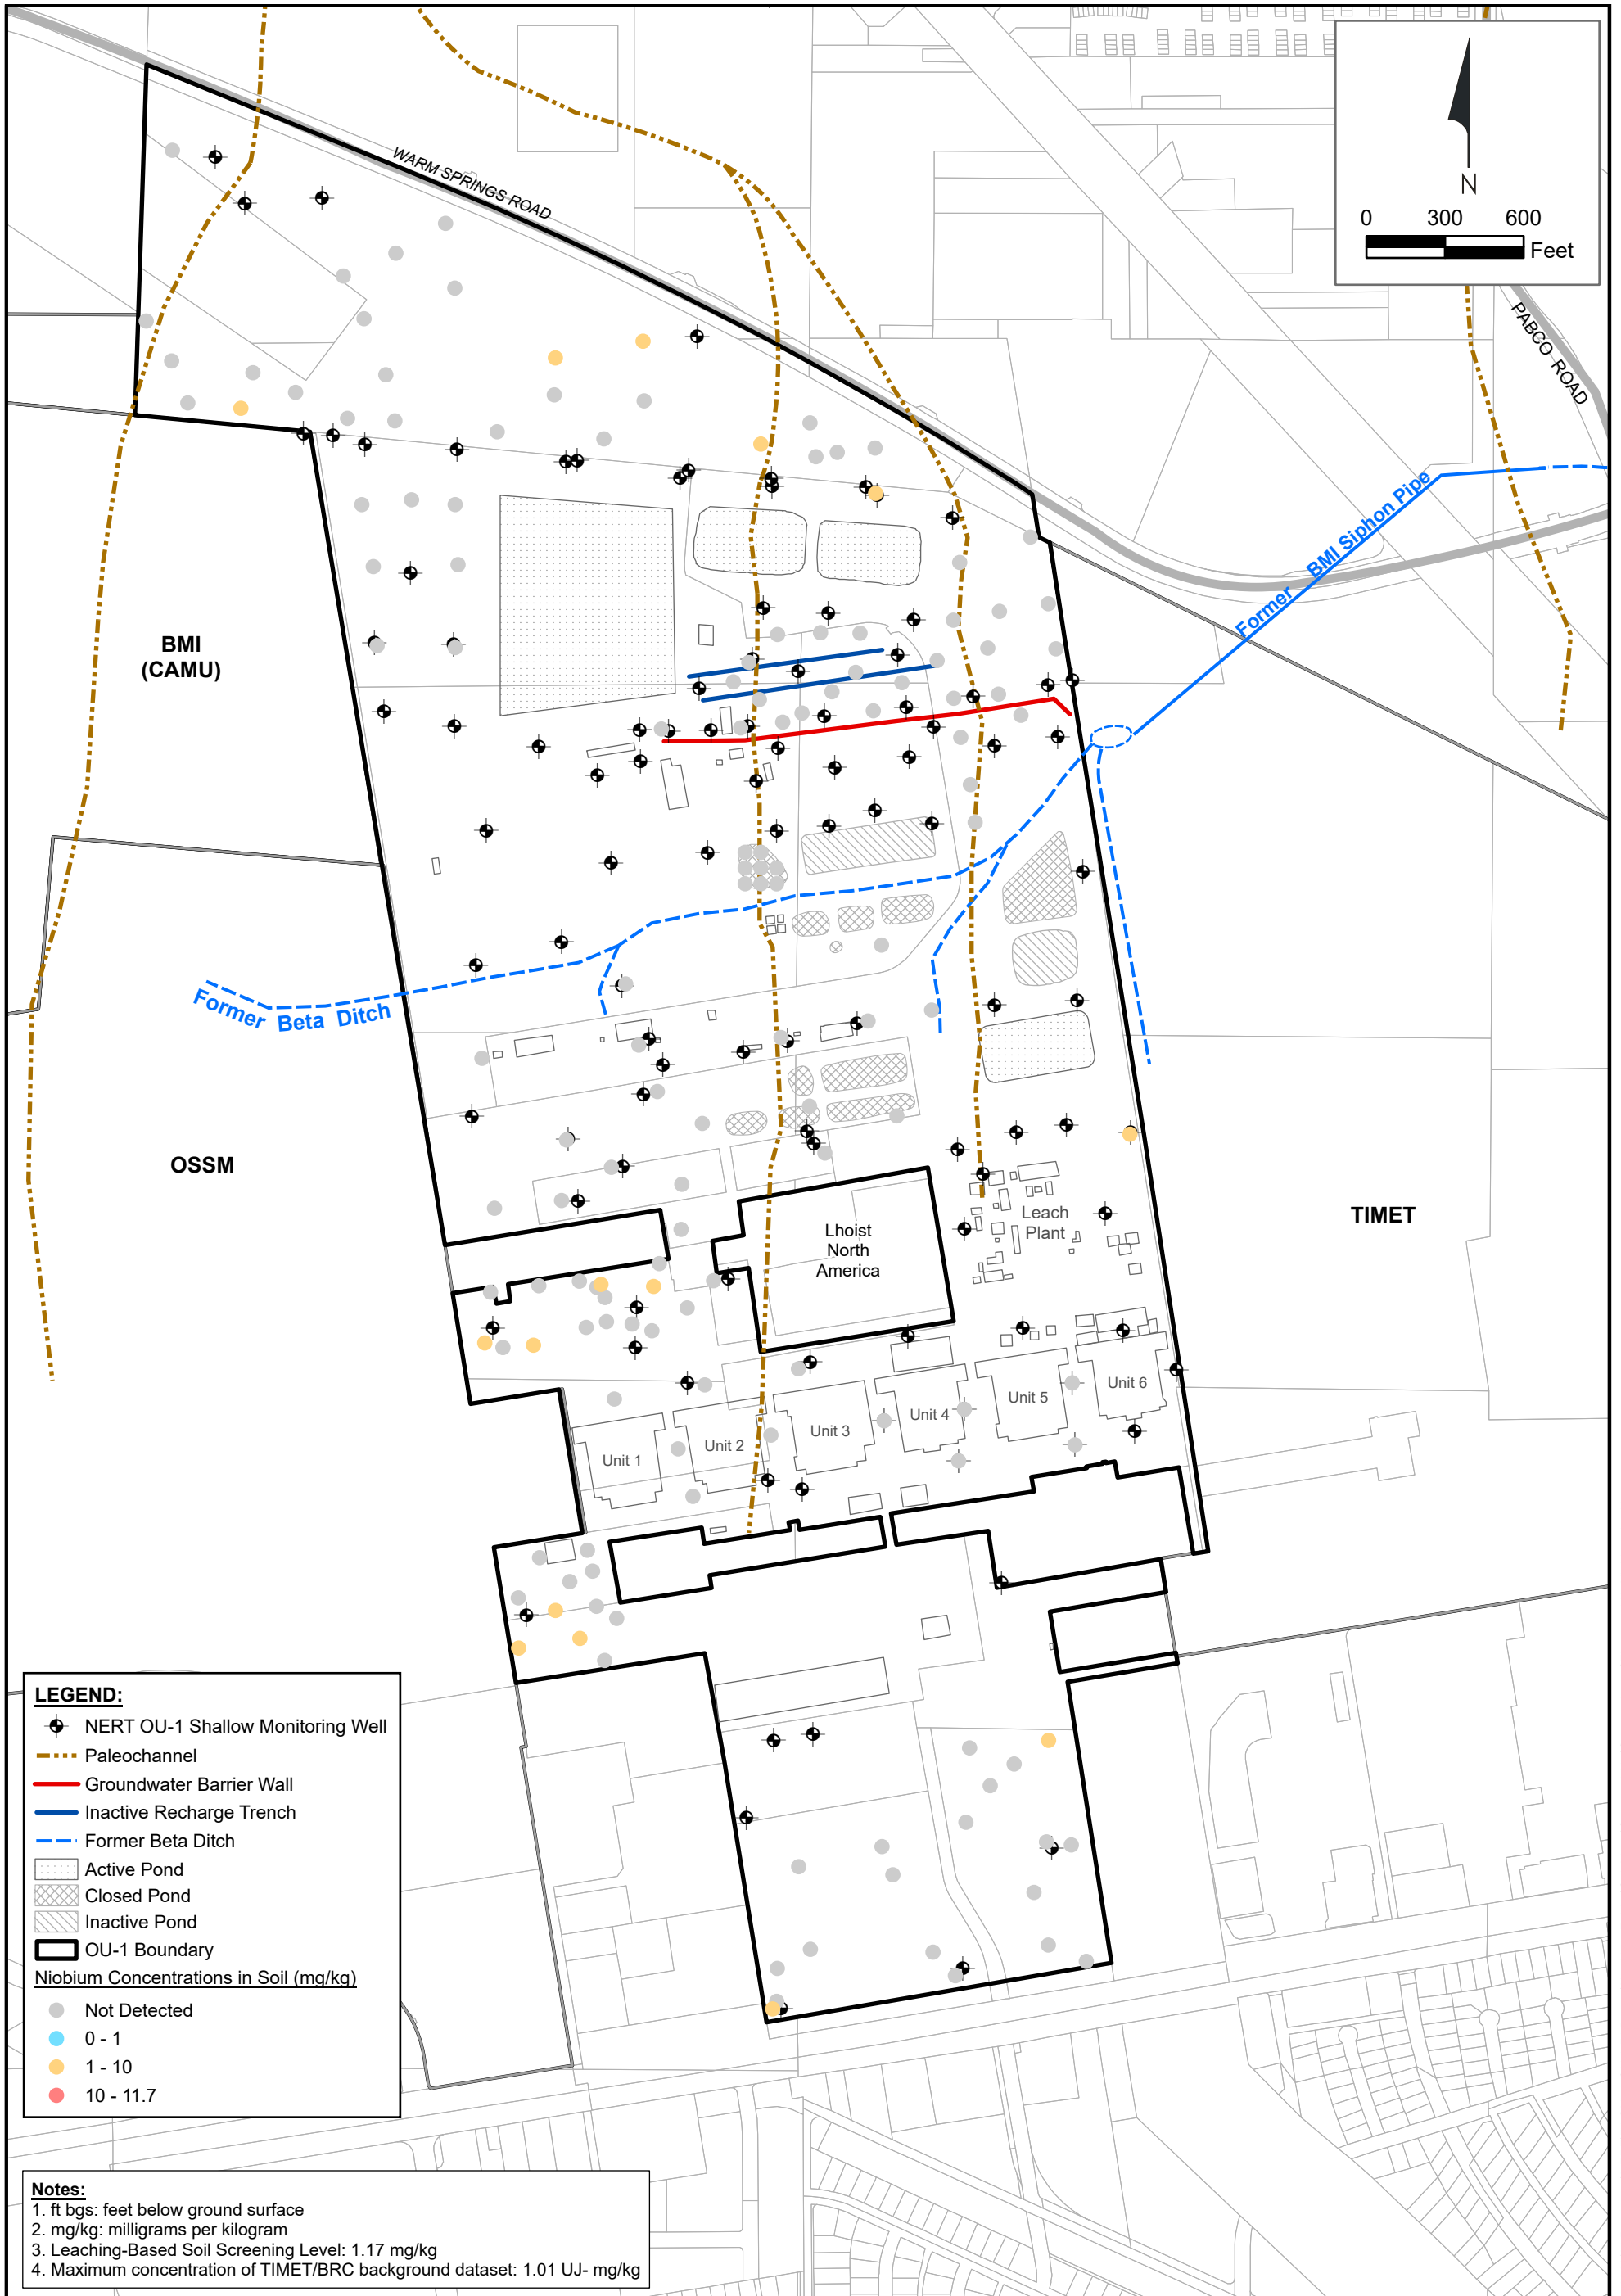 WARM SPRINGS ROAD
N
0 300 600
Feet
PABCO ROAD
Former BMI Siphon Pipe
BMI
(CAMU)
Former Beta Ditch
OSSM
TIMET
Lhoist
North
America
Leach
Plant
Unit 1
Unit 2
Unit 3
Unit 4
Unit 5
Unit 6
LEGEND:
NERT OU-1 Shallow Monitoring Well
Paleochannel
Groundwater Barrier Wall
Inactive Recharge Trench
Former Beta Ditch
Active Pond
Closed Pond
Inactive Pond
OU-1 Boundary
Niobium Concentrations in Soil (mg/kg)
Not Detected
0 - 1
1 - 10
10 - 11.7
Notes:
1. ft bgs: feet below ground surface
2. mg/kg: milligrams per kilogram
3. Leaching-Based Soil Screening Level: 1.17 mg/kg
4. Maximum concentration of TIMET/BRC background dataset: 1.01 UJ- mg/kg